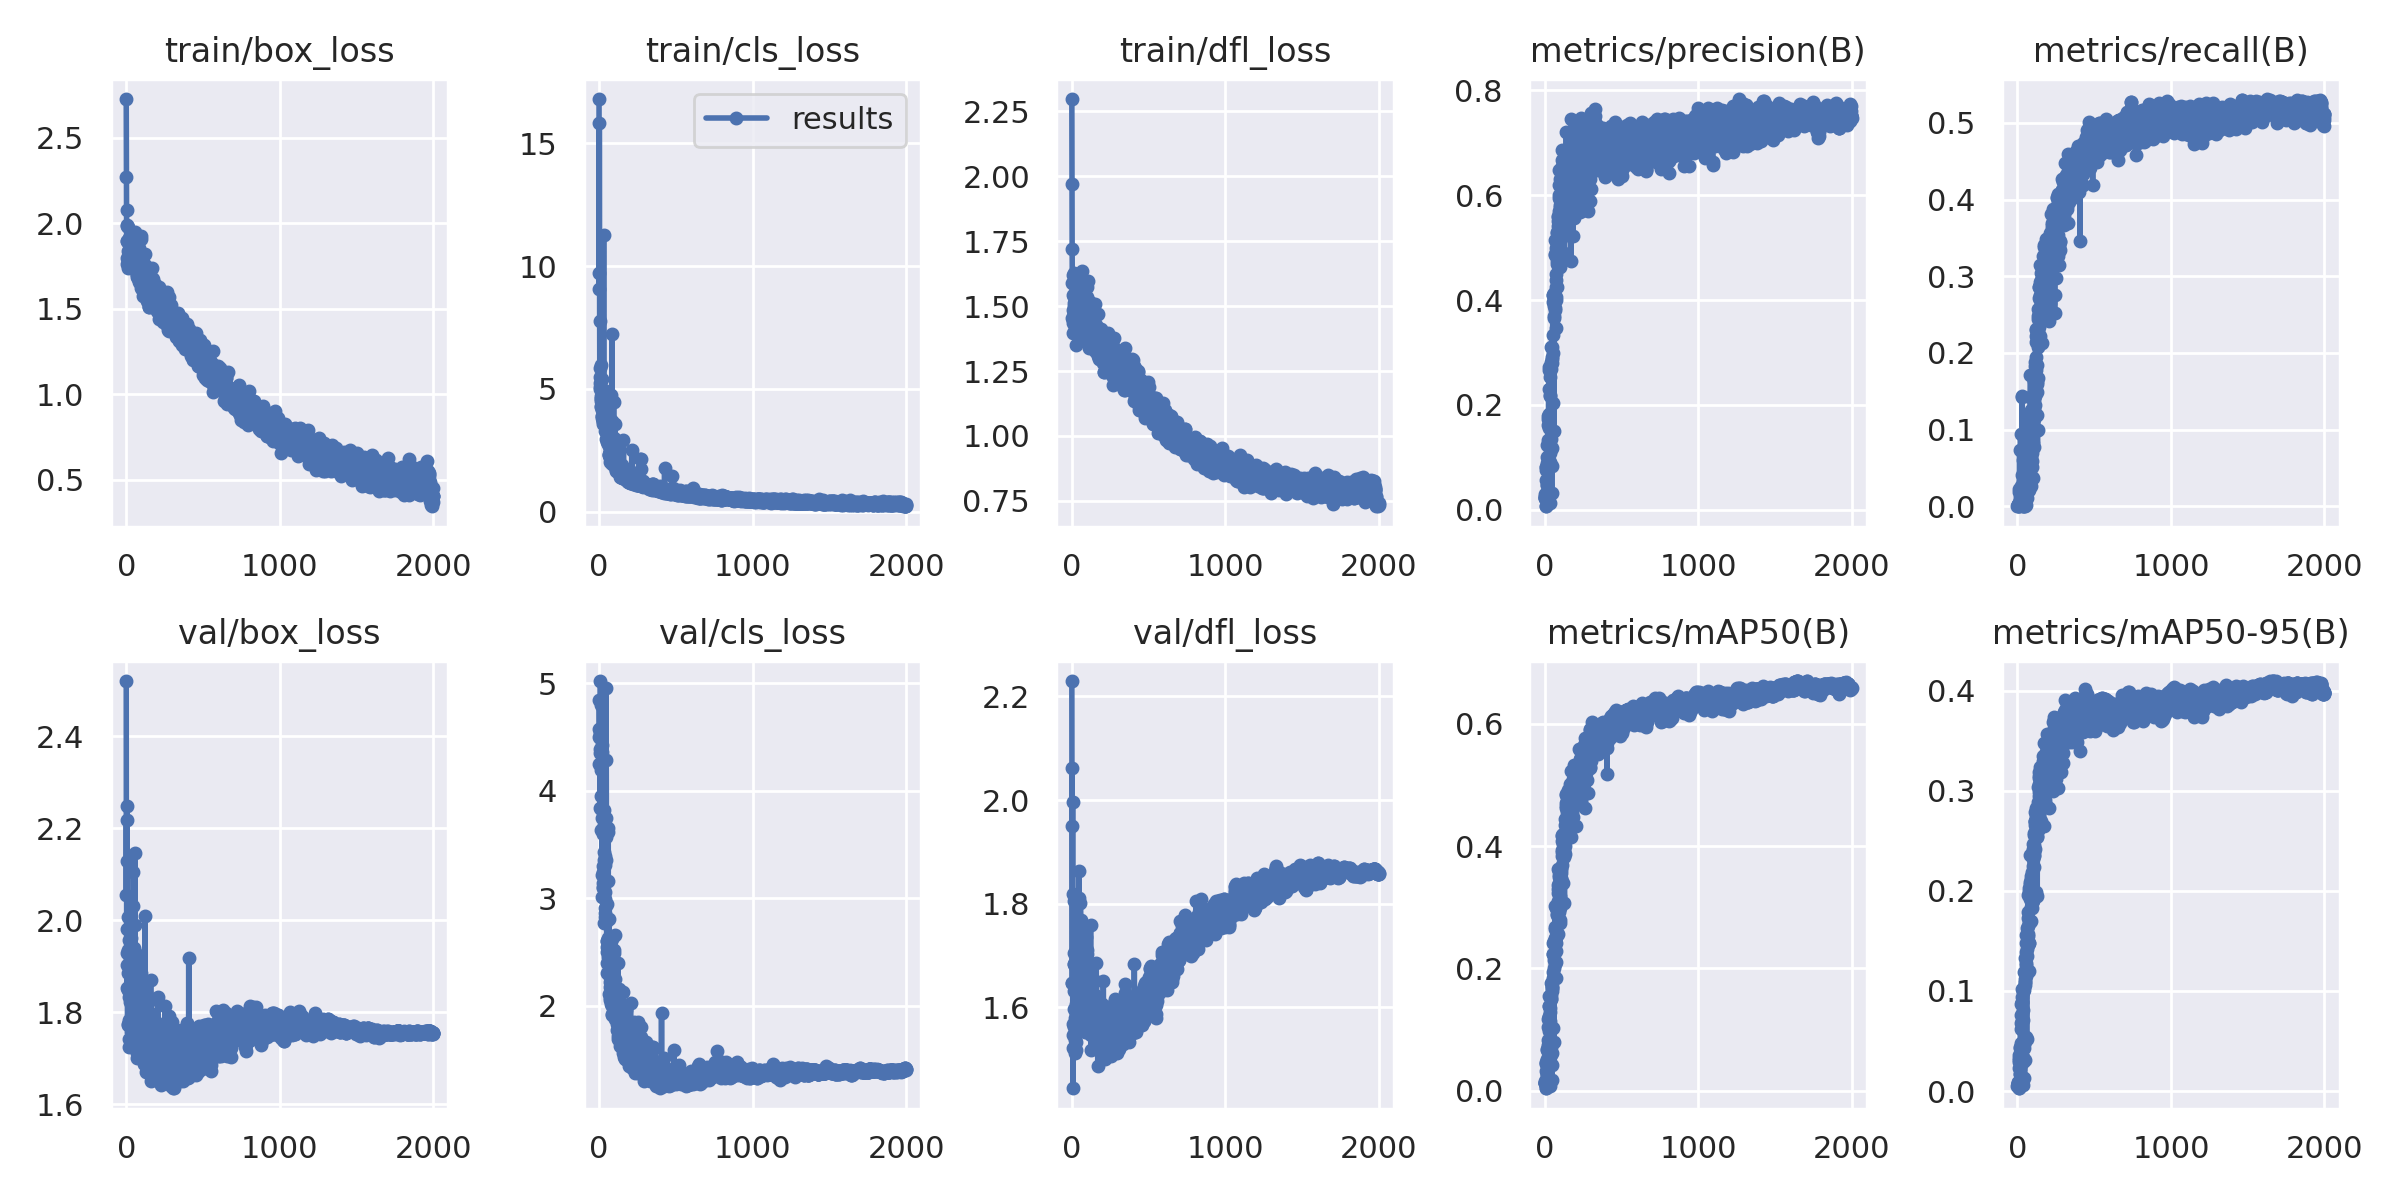 train/box_loss
2.5
2.0
1.5
1.0
0.5
0 1000 2000
train/cls_loss
results
15
10
5
0
0 1000 2000
train/dfl_loss
2.25
2.00
1.75
1.50
1.25
1.00
0.75
0 1000 2000
metrics/precision(B)
0.8
0.6
0.4
0.2
0.0
0 1000 2000
metrics/recall(B)
0.5
0.4
0.3
0.2
0.1
0.0
0 1000 2000
val/box_loss
2.4
2.2
2.0
1.8
1.6
0 1000 2000
val/cls_loss
5
4
3
2
0 1000 2000
val/dfl_loss
2.2
2.0
1.8
1.6
0 1000 2000
metrics/mAP50(B)
0.6
0.4
0.2
0.0
0 1000 2000
metrics/mAP50-95(B)
0.4
0.3
0.2
0.1
0.0
0 1000 2000